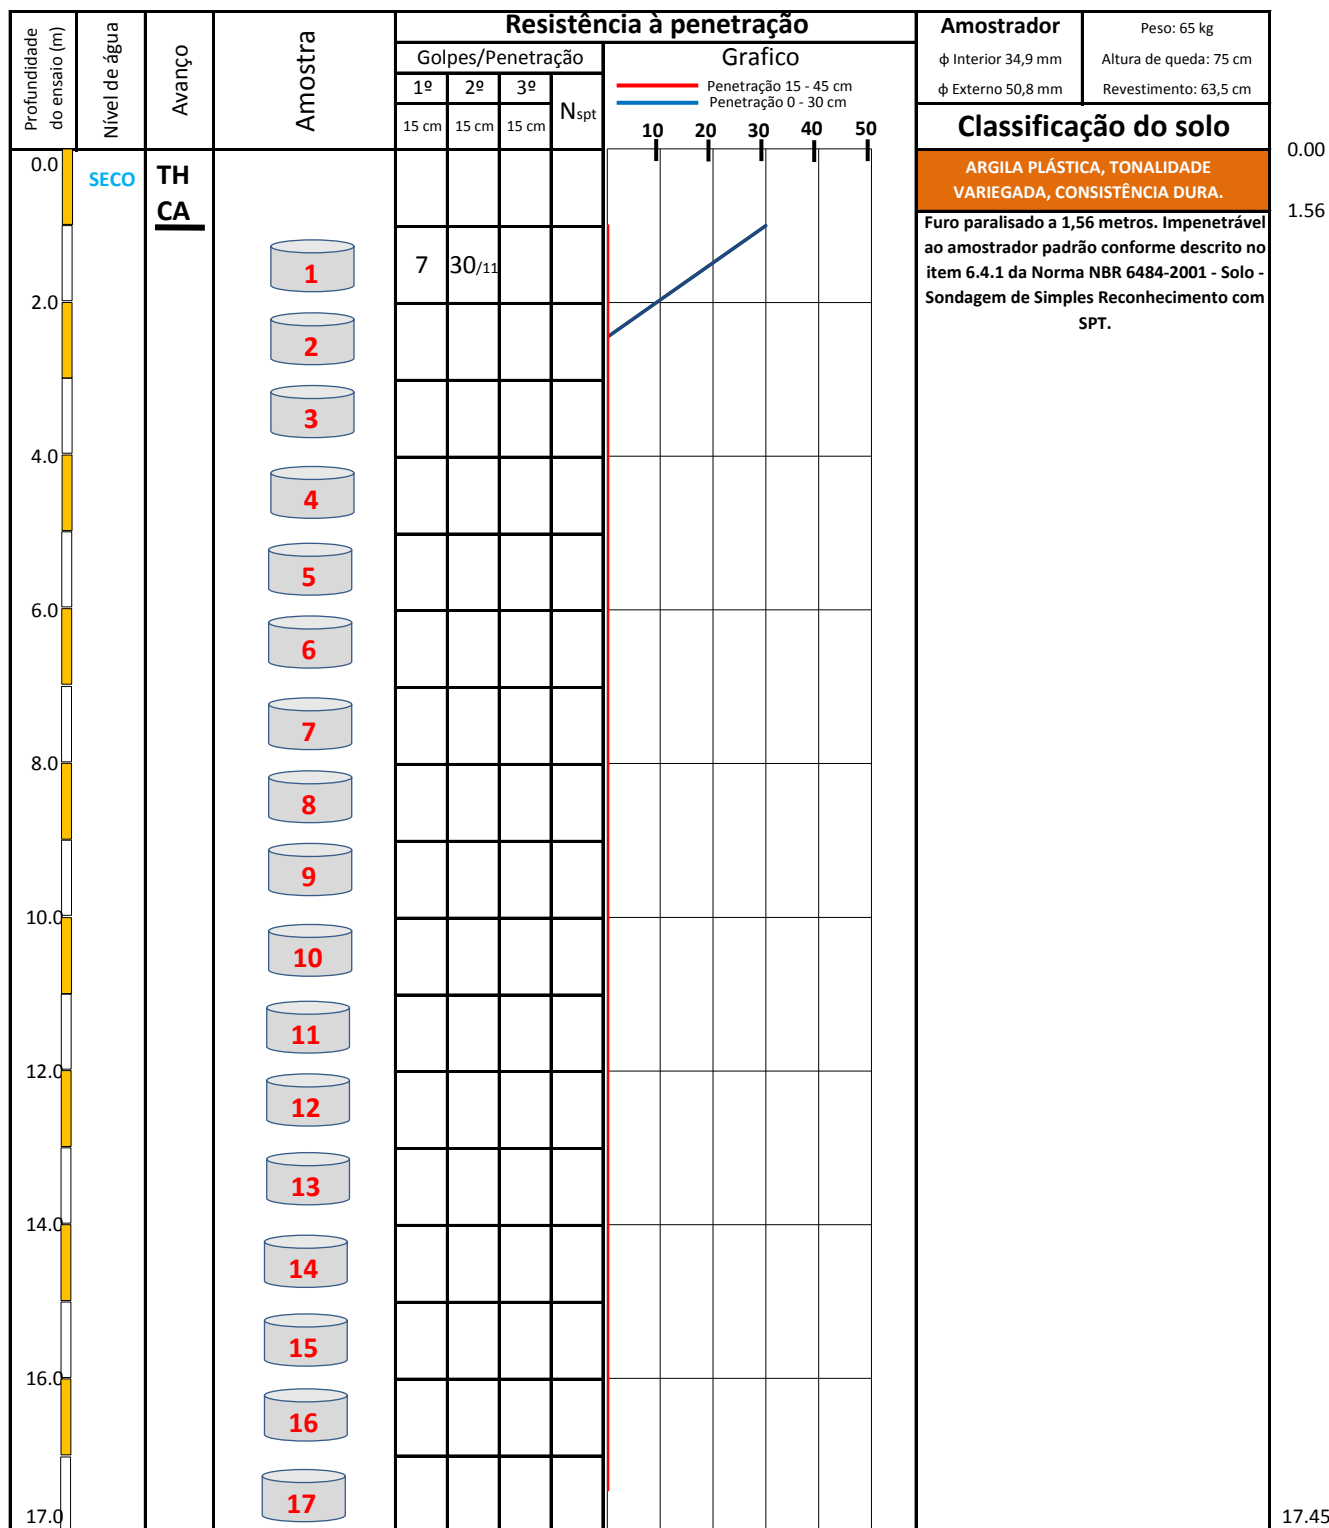 Profundidade
do ensaio (m)
Nível de água
Avanço
Amostra
Resistência à penetração
Golpes/Penetração
1º
2º
3º
Nspt
15 cm
15 cm
15 cm
Grafico
Penetração 15 - 45 cm
Penetração 0 - 30 cm
10
20
30
40
50
Amostrador
ф Interior 34,9 mm
ф Externo 50,8 mm
Peso: 65 kg
Altura de queda: 75 cm
Revestimento: 63,5 cm
Classificação do solo
0.0
SECO
TH
CA
ARGILA PLÁSTICA, TONALIDADE
VARIEGADA, CONSISTÊNCIA DURA.
0.00
1.56
Furo paralisado a 1,56 metros. Impenetrável
ao amostrador padrão conforme descrito no
item 6.4.1 da Norma NBR 6484-2001 - Solo -
Sondagem de Simples Reconhecimento com
SPT.
1
7
30/11
2.0
2
3
4.0
4
5
6.0
6
7
8.0
8
9
10.0
10
11
12.0
12
13
14.0
14
15
16.0
16
17
17.0
17.45